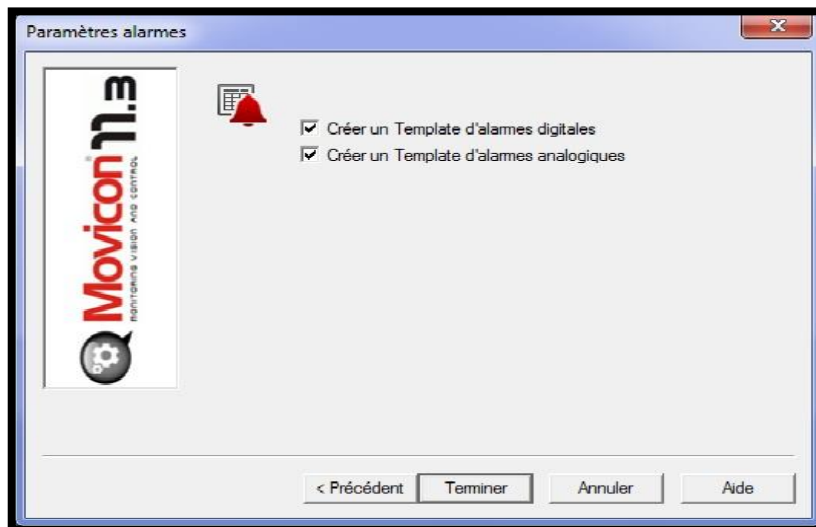 Paramètres alarmes
Movicon 11.3
MONITORING VISION AND CONTROL
Créer un Template d'alarmes digitales
Créer un Template d'alarmes analogiques
< Précédent
Terminer
Annuler
Aide